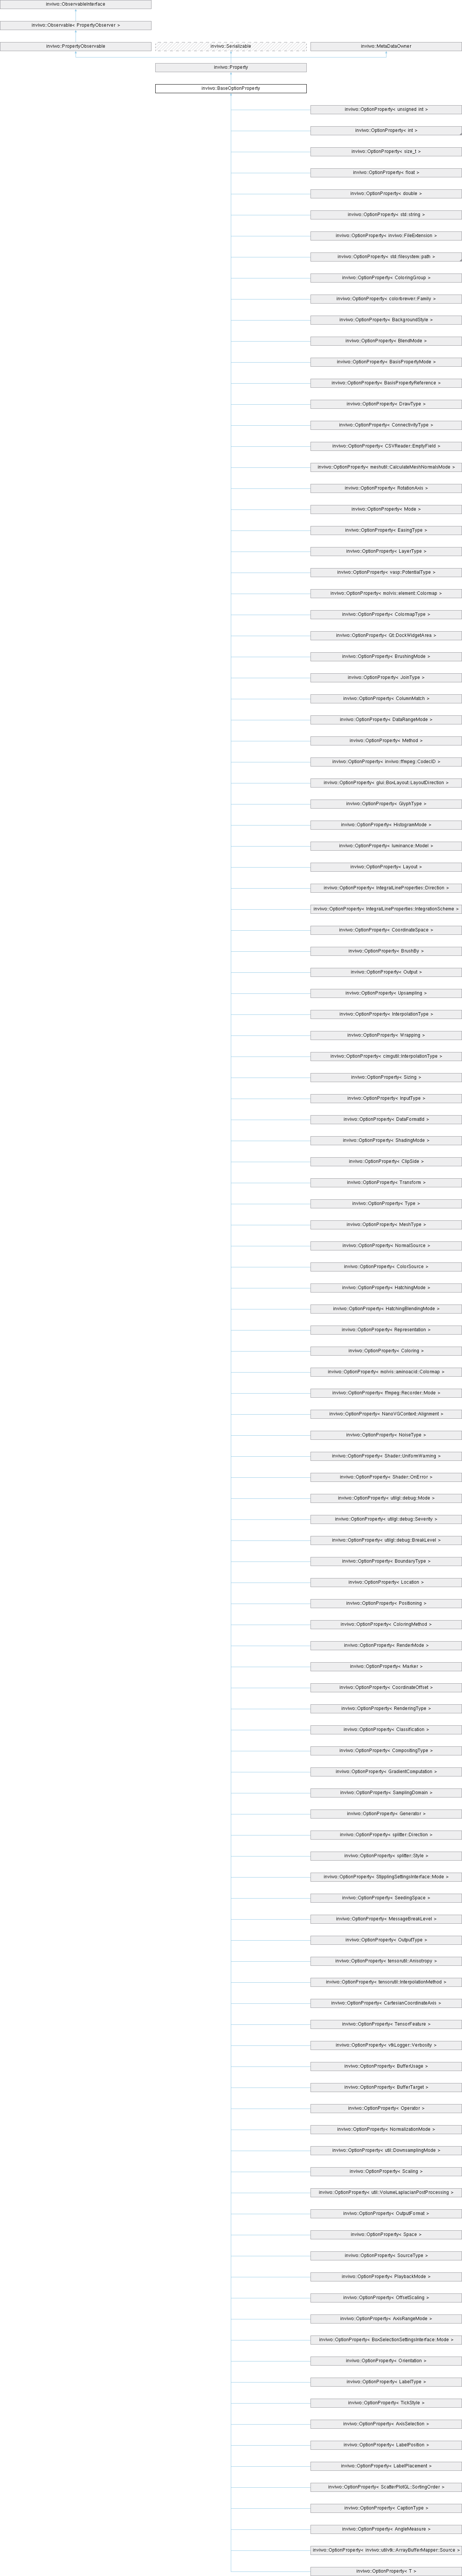 inviwo::ObservableInterface
inviwo::Observable< PropertyObserver >
inviwo::PropertyObservable
inviwo::Serializable
inviwo::MetaDataOwner
inviwo::Property
inviwo::BaseOptionProperty
inviwo::OptionProperty< unsigned int >
inviwo::OptionProperty< int >
inviwo::OptionProperty< size_t >
inviwo::OptionProperty< float >
inviwo::OptionProperty< double >
inviwo::OptionProperty< std::string >
inviwo::OptionProperty< inviwo::FileExtension >
inviwo::OptionProperty< std::filesystem::path >
inviwo::OptionProperty< ColoringGroup >
inviwo::OptionProperty< colorbrewer::Family >
inviwo::OptionProperty< BackgroundStyle >
inviwo::OptionProperty< BlendMode >
inviwo::OptionProperty< BasisPropertyMode >
inviwo::OptionProperty< BasisPropertyReference >
inviwo::OptionProperty< DrawType >
inviwo::OptionProperty< ConnectivityType >
inviwo::OptionProperty< CSVReader::EmptyField >
inviwo::OptionProperty< meshutil::CalculateMeshNormalsMode >
inviwo::OptionProperty< RotationAxis >
inviwo::OptionProperty< Mode >
inviwo::OptionProperty< EasingType >
inviwo::OptionProperty< LayerType >
inviwo::OptionProperty< vasp::PotentialType >
inviwo::OptionProperty< molvis::element::Colormap >
inviwo::OptionProperty< ColormapType >
inviwo::OptionProperty< Qt::DockWidgetArea >
inviwo::OptionProperty< BrushingMode >
inviwo::OptionProperty< JoinType >
inviwo::OptionProperty< ColumnMatch >
inviwo::OptionProperty< DataRangeMode >
inviwo::OptionProperty< Method >
inviwo::OptionProperty< inviwo::ffmpeg::CodecID >
inviwo::OptionProperty< glui::BoxLayout::LayoutDirection >
inviwo::OptionProperty< GlyphType >
inviwo::OptionProperty< HistogramMode >
inviwo::OptionProperty< luminance::Model >
inviwo::OptionProperty< Layout >
inviwo::OptionProperty< IntegralLineProperties::Direction >
inviwo::OptionProperty< IntegralLineProperties::IntegrationScheme >
inviwo::OptionProperty< CoordinateSpace >
inviwo::OptionProperty< BrushBy >
inviwo::OptionProperty< Output >
inviwo::OptionProperty< Upsampling >
inviwo::OptionProperty< InterpolationType >
inviwo::OptionProperty< Wrapping >
inviwo::OptionProperty< cimgutil::InterpolationType >
inviwo::OptionProperty< Sizing >
inviwo::OptionProperty< InputType >
inviwo::OptionProperty< DataFormatId >
inviwo::OptionProperty< ShadingMode >
inviwo::OptionProperty< ClipSide >
inviwo::OptionProperty< Transform >
inviwo::OptionProperty< Type >
inviwo::OptionProperty< MeshType >
inviwo::OptionProperty< NormalSource >
inviwo::OptionProperty< ColorSource >
inviwo::OptionProperty< HatchingMode >
inviwo::OptionProperty< HatchingBlendingMode >
inviwo::OptionProperty< Representation >
inviwo::OptionProperty< Coloring >
inviwo::OptionProperty< molvis::aminoacid::Colormap >
inviwo::OptionProperty< ffmpeg::Recorder::Mode >
inviwo::OptionProperty< NanoVGContext::Alignment >
inviwo::OptionProperty< NoiseType >
inviwo::OptionProperty< Shader::UniformWarning >
inviwo::OptionProperty< Shader::OnError >
inviwo::OptionProperty< utilgl::debug::Mode >
inviwo::OptionProperty< utilgl::debug::Severity >
inviwo::OptionProperty< utilgl::debug::BreakLevel >
inviwo::OptionProperty< BoundaryType >
inviwo::OptionProperty< Location >
inviwo::OptionProperty< Positioning >
inviwo::OptionProperty< ColoringMethod >
inviwo::OptionProperty< RenderMode >
inviwo::OptionProperty< Marker >
inviwo::OptionProperty< CoordinateOffset >
inviwo::OptionProperty< RenderingType >
inviwo::OptionProperty< Classification >
inviwo::OptionProperty< CompositingType >
inviwo::OptionProperty< GradientComputation >
inviwo::OptionProperty< SamplingDomain >
inviwo::OptionProperty< Generator >
inviwo::OptionProperty< splitter::Direction >
inviwo::OptionProperty< splitter::Style >
inviwo::OptionProperty< StipplingSettingsInterface::Mode >
inviwo::OptionProperty< SeedingSpace >
inviwo::OptionProperty< MessageBreakLevel >
inviwo::OptionProperty< OutputType >
inviwo::OptionProperty< tensorutil::Anisotropy >
inviwo::OptionProperty< tensorutil::InterpolationMethod >
inviwo::OptionProperty< CartesianCoordinateAxis >
inviwo::OptionProperty< TensorFeature >
inviwo::OptionProperty< vtkLogger::Verbosity >
inviwo::OptionProperty< BufferUsage >
inviwo::OptionProperty< BufferTarget >
inviwo::OptionProperty< Operator >
inviwo::OptionProperty< NormalizationMode >
inviwo::OptionProperty< util::DownsamplingMode >
inviwo::OptionProperty< Scaling >
inviwo::OptionProperty< util::VolumeLaplacianPostProcessing >
inviwo::OptionProperty< OutputFormat >
inviwo::OptionProperty< Space >
inviwo::OptionProperty< SourceType >
inviwo::OptionProperty< PlaybackMode >
inviwo::OptionProperty< OffsetScaling >
inviwo::OptionProperty< AxisRangeMode >
inviwo::OptionProperty< BoxSelectionSettingsInterface::Mode >
inviwo::OptionProperty< Orientation >
inviwo::OptionProperty< LabelType >
inviwo::OptionProperty< TickStyle >
inviwo::OptionProperty< AxisSelection >
inviwo::OptionProperty< LabelPosition >
inviwo::OptionProperty< LabelPlacement >
inviwo::OptionProperty< ScatterPlotGL::SortingOrder >
inviwo::OptionProperty< CaptionType >
inviwo::OptionProperty< AngleMeasure >
inviwo::OptionProperty< inviwo::utilvtk::ArrayBufferMapper::Source >
inviwo::OptionProperty< T >